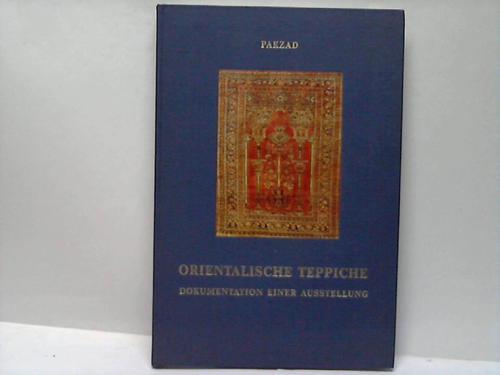 PAKZAD
ORIENTALISCHE TEPPICHE
DOKUMENTATION EINER AUSSTELLUNG